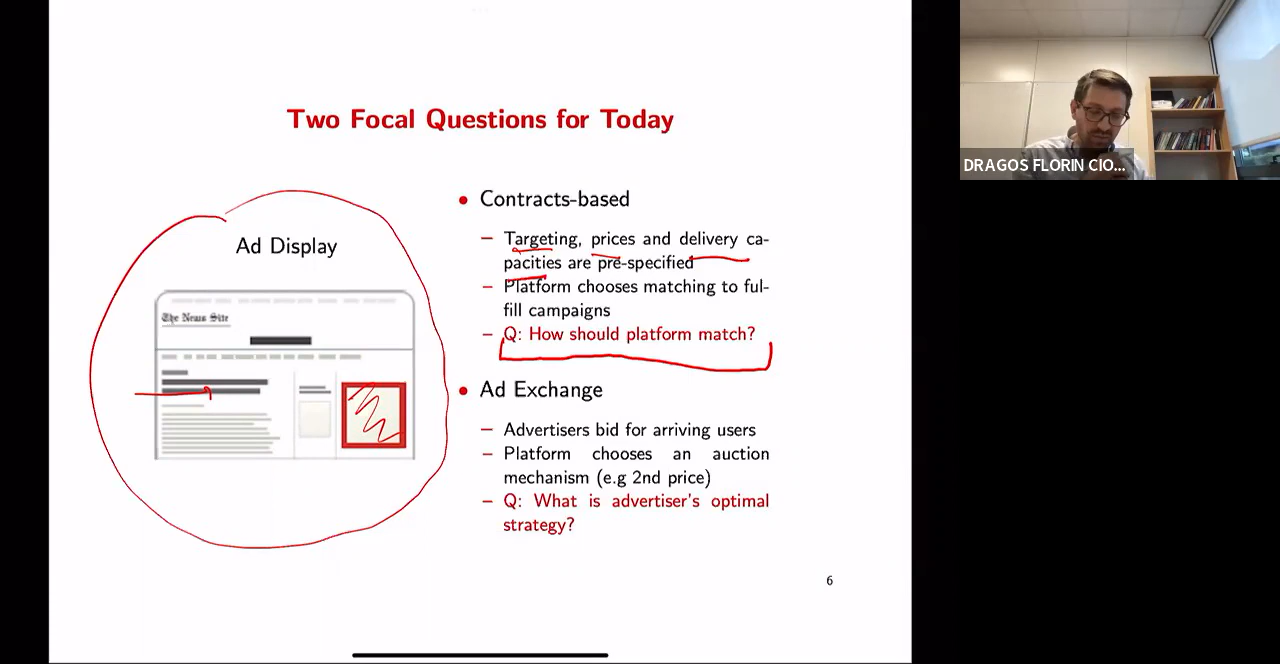 Two Focal Questions for Today
Ad Display
The News Site
• Contracts-based
– Targeting, prices and delivery ca-
pacities are pre-specified
– Platform chooses matching to ful-
fill campaigns
– Q: How should platform match?
• Ad Exchange
– Advertisers bid for arriving users
– Platform chooses an auction
mechanism (e.g 2nd price)
– Q: What is advertiser's optimal
strategy?
6
DRAGOS FLORIN CIO...